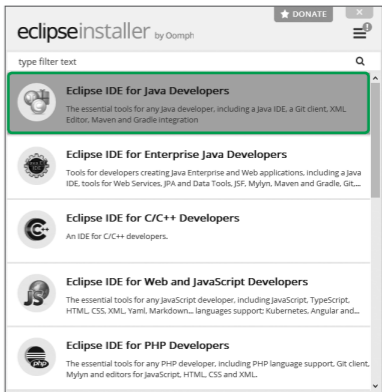 ★ DONATE
eclipseinstaller by Oomph
type filter text
Eclipse IDE for Java Developers
The essential tools for any Java developer, including a Java IDE, a Git client, XML
Editor, Maven and Gradle integration
Eclipse IDE for Enterprise Java Developers
Tools for developers creating Java Enterprise and Web applications, including a Java
IDE, tools for Web Services, JPA and Data Tools, JSF, Mylyn, Maven and Gradle, Git,...
Eclipse IDE for C/C++ Developers
An IDE for C/C++ developers.
Eclipse IDE for Web and JavaScript Developers
The essential tools for any JavaScript developer, including JavaScript, TypeScript,
HTML, CSS, XML, Yaml, Markdown... languages support; Kubernetes, Angular and...
Eclipse IDE for PHP Developers
The essential tools for any PHP developer, including PHP language support, Git client,
Mylyn and editors for JavaScript, HTML, CSS and XML.